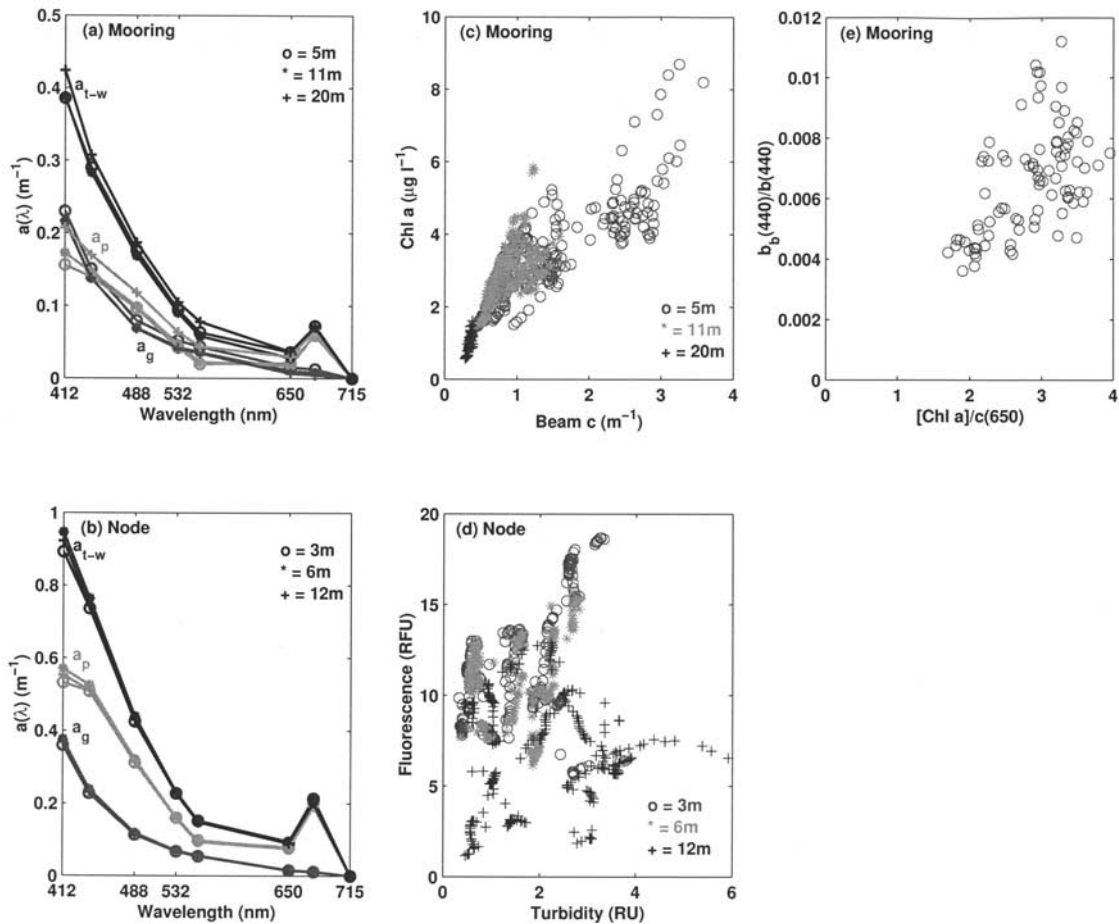 (a) Mooring
o = 5m
* = 11m
+ = 20m
a_{t-w}
a_p
a_g
0.5
0.4
0.3
0.2
0.1
0
412
488
532
650
715
a(λ) (m⁻¹)
Wavelength (nm)
(c) Mooring
10
8
6
4
2
0
o = 5m
* = 11m
+ = 20m
0
1
2
3
4
Chl a (μg l⁻¹)
Beam c (m⁻¹)
(e) Mooring
0.012
0.01
0.008
0.006
0.004
0.002
0
0
1
2
3
4
b_b(440)/b(440)
[Chl a]/c(650)
(b) Node
o = 3m
* = 6m
+ = 12m
a_{t-w}
a_p
a_g
1
0.8
0.6
0.4
0.2
0
412
488
532
650
715
a(λ) (m⁻¹)
Wavelength (nm)
(d) Node
20
15
10
5
0
o = 3m
* = 6m
+ = 12m
0
2
4
6
Fluorescence (RFU)
Turbidity (RU)